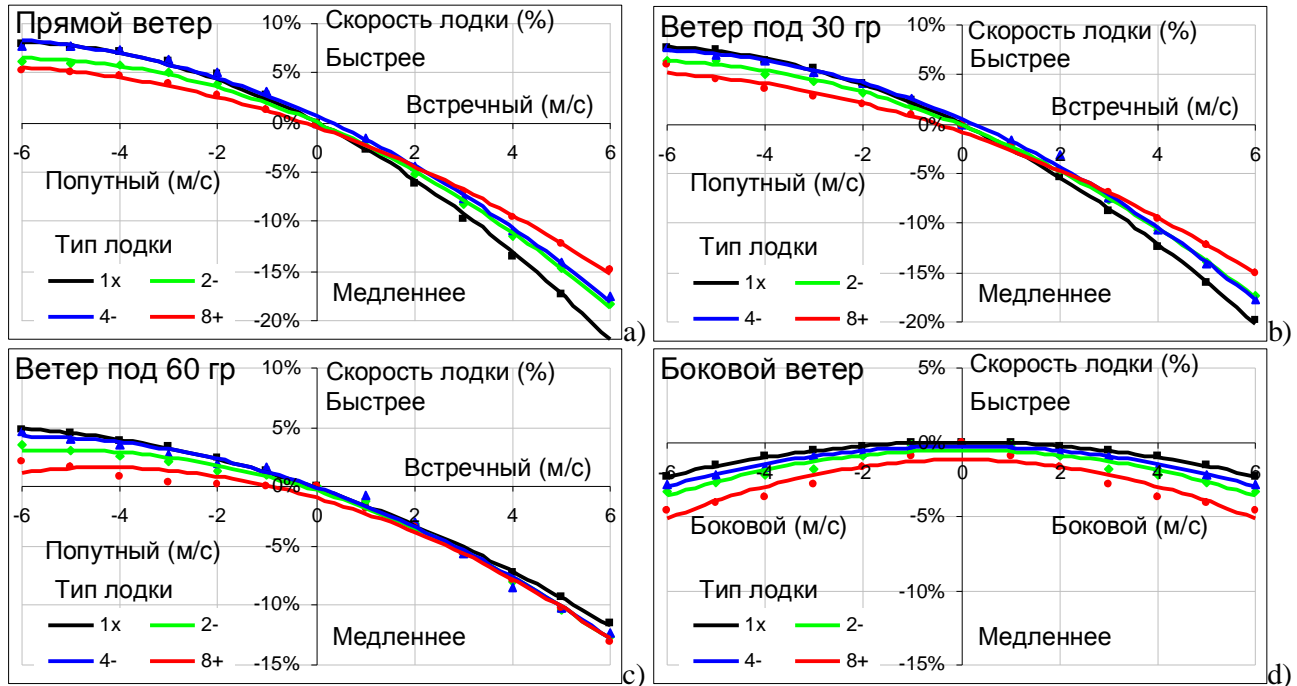 Прямой ветер
Скорость лодки (%)
Быстрее
10%
5%
0%
-5%
-10%
-15%
-20%
-6
-4
-2
0
2
4
6
Встречный (м/с)
Попутный (м/с)
Тип лодки
1x
2-
4-
8+
Медленнее
a)
Ветер под 30 гр
Скорость лодки (%)
Быстрее
10%
5%
0%
-5%
-10%
-15%
-20%
-6
-4
-2
0
2
4
6
Встречный (м/с)
Попутный (м/с)
Тип лодки
1x
2-
4-
8+
Медленнее
b)
Ветер под 60 гр
Скорость лодки (%)
Быстрее
10%
5%
0%
-5%
-10%
-15%
-6
-4
-2
0
2
4
6
Встречный (м/с)
Попутный (м/с)
Тип лодки
1x
2-
4-
8+
Медленнее
c)
Боковой ветер
Скорость лодки (%)
Быстрее
5%
0%
-5%
-10%
-15%
-6
-4
-2
0
2
4
6
Боковой (м/с)
Боковой (м/с)
Тип лодки
1x
2-
4-
8+
Медленнее
d)